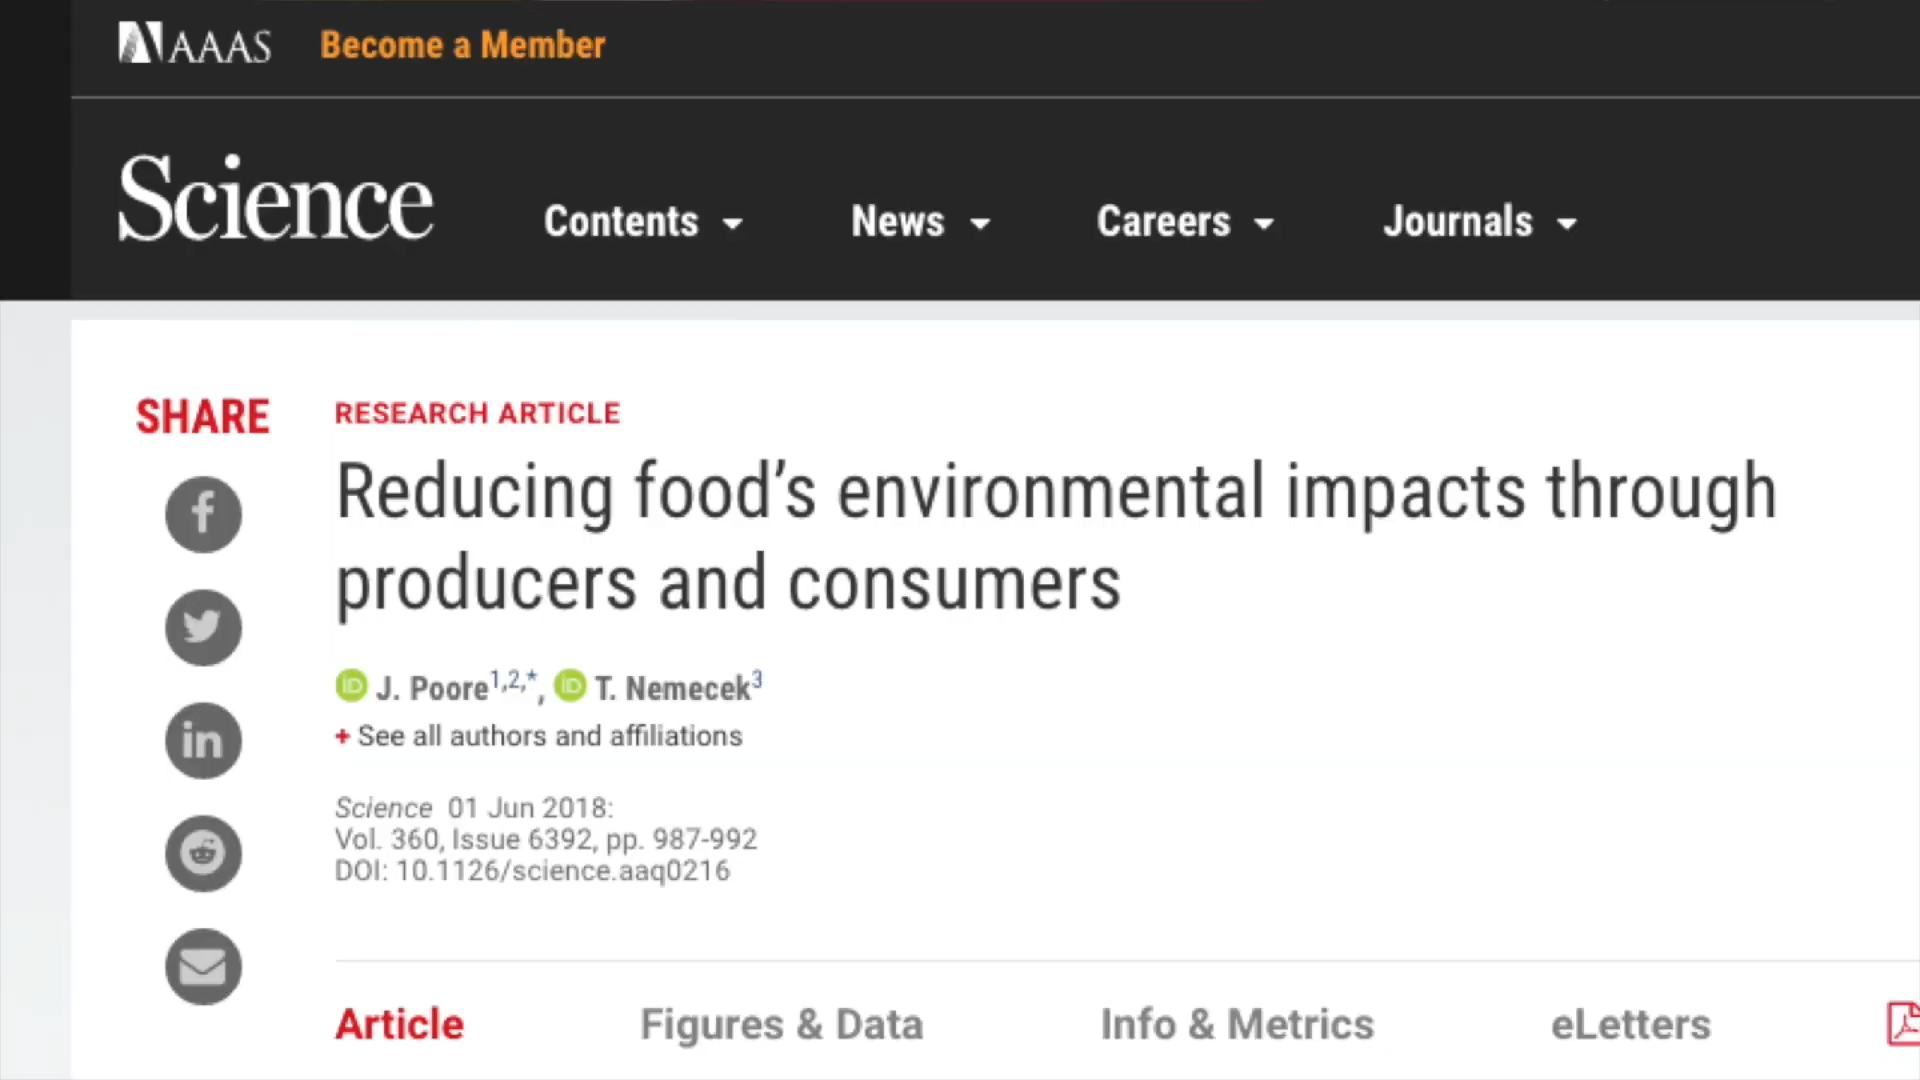 AAAS Become a Member
Science Contents News Careers Journals
SHARE
RESEARCH ARTICLE
Reducing food’s environmental impacts through
producers and consumers
iD J. Poore1,2,*, iD T. Nemecek3
+ See all authors and affiliations
Science 01 Jun 2018:
Vol. 360, Issue 6392, pp. 987-992
DOI: 10.1126/science.aaq0216
Article Figures & Data Info & Metrics eLetters